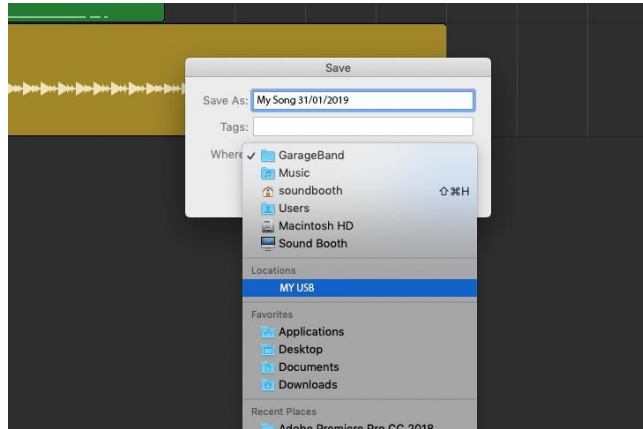 Save
Save As: My Song 31/01/2019
Tags:
Where
GarageBand
Music
soundbooth ⇧⌘H
Users
Macintosh HD
Sound Booth
Locations
MY USB
Favorites
Applications
Desktop
Documents
Downloads
Recent Places
Adobe Premiere Pro CC 2018